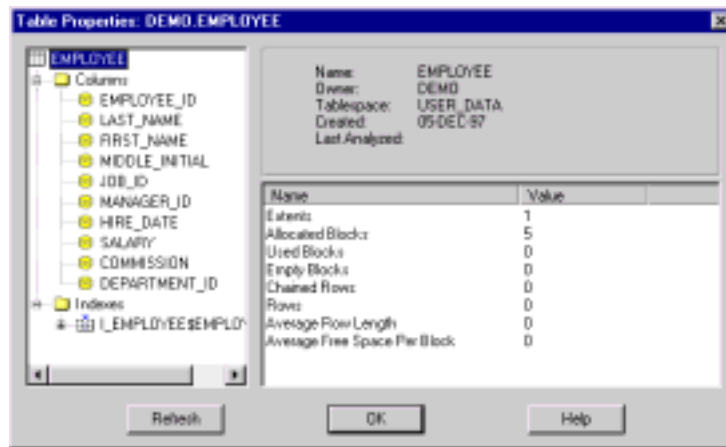 Table Properties: DEMO.EMPLOYEE
EMPLOYEE
Columns
EMPLOYEE_ID
LAST_NAME
FIRST_NAME
MIDDLE_INITIAL
JOB_ID
MANAGER_ID
HIRE_DATE
SALARY
COMMISSION
DEPARTMENT_ID
Indexes
I_EMPLOYEE$EMPLOY
Name: EMPLOYEE
Owner: DEMO
Tablespace: USER_DATA
Created: 05-DEC-97
Last Analyzed:
Name Value
Extents 1
Allocated Blocks 5
Used Blocks 0
Empty Blocks 0
Chained Rows 0
Rows 0
Average Row Length 0
Average Free Space Per Block 0
Refresh OK Help